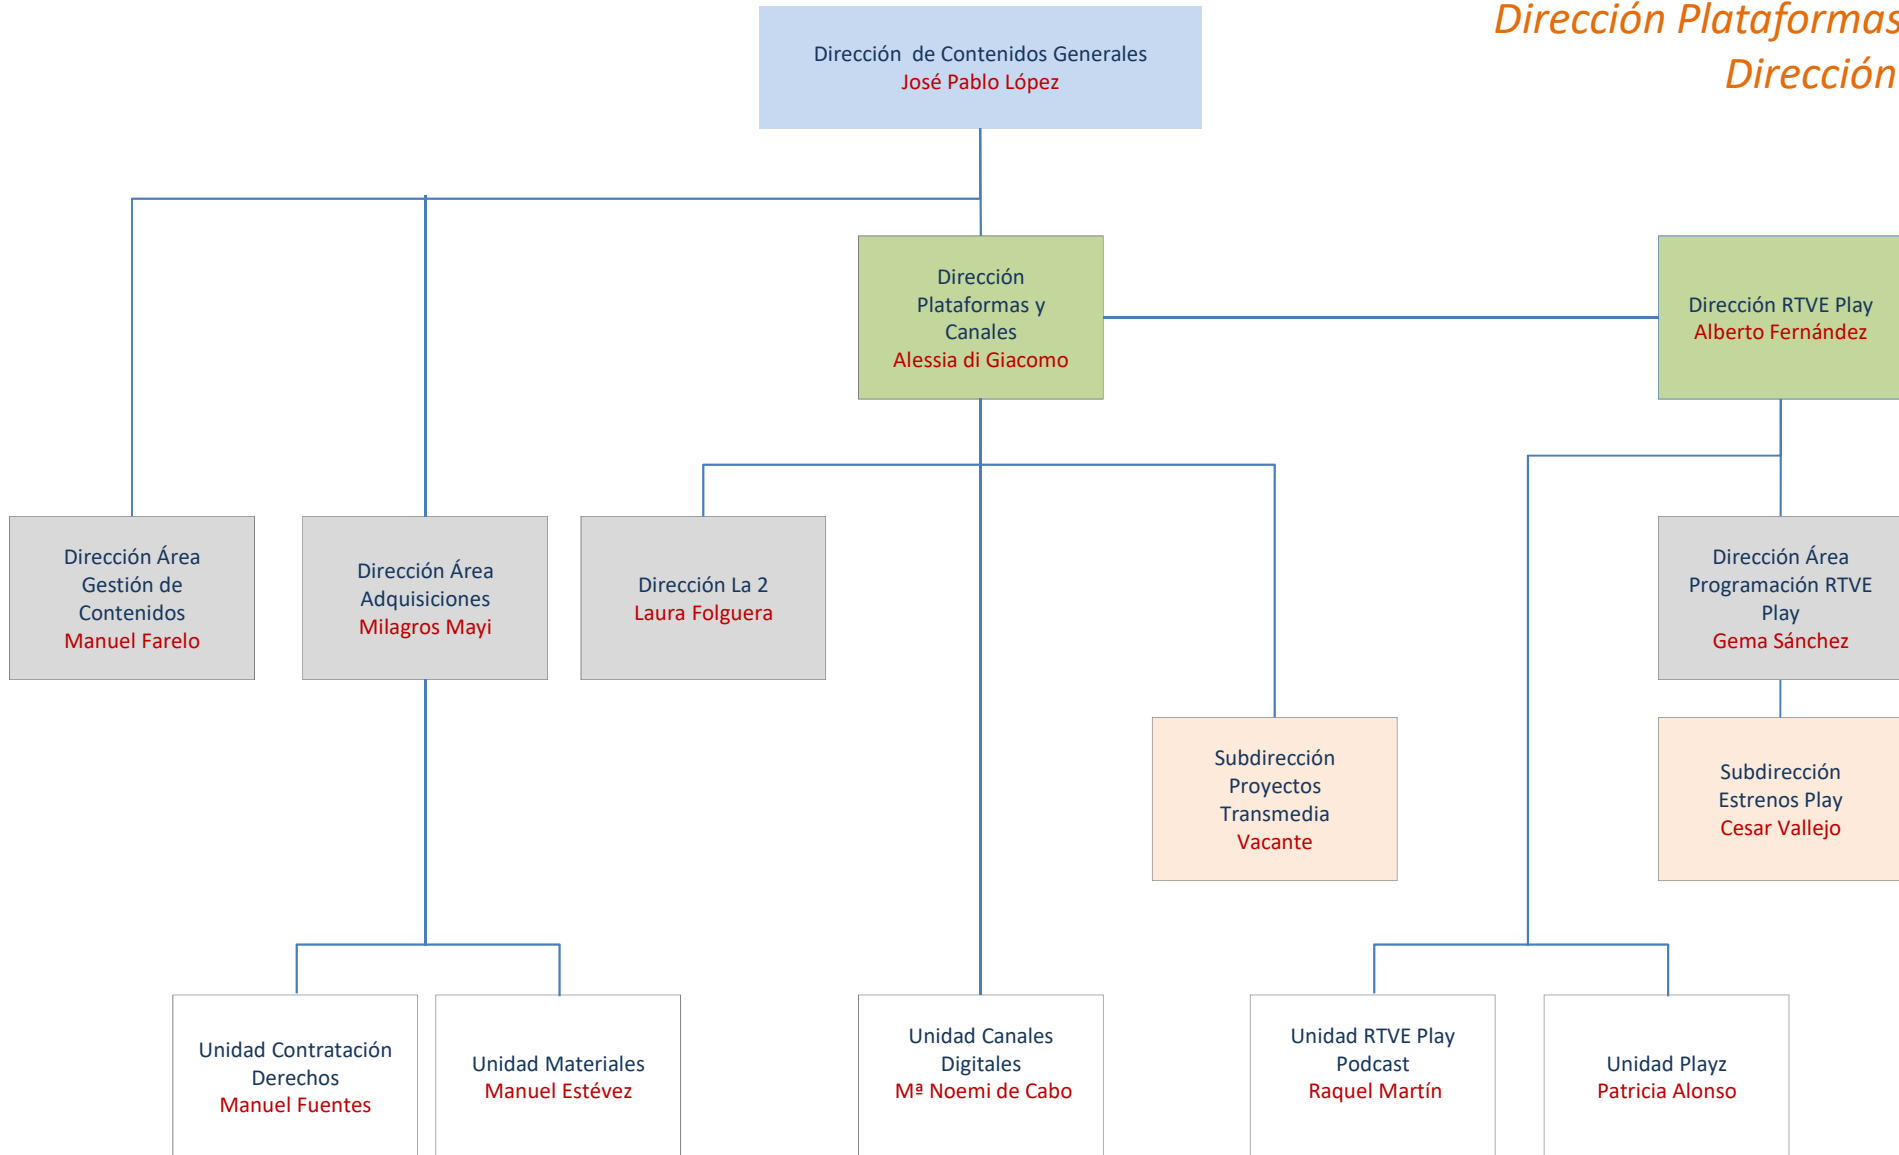 Dirección Plataformas
Dirección
Dirección de Contenidos Generales
José Pablo López
Dirección
Plataformas y
Canales
Alessia di Giacomo
Dirección RTVE Play
Alberto Fernández
Dirección Área
Gestión de
Contenidos
Manuel Farelo
Dirección Área
Adquisiciones
Milagros Mayi
Dirección La 2
Laura Folguera
Dirección Área
Programación RTVE
Play
Gema Sánchez
Subdirección
Proyectos
Transmedia
Vacante
Subdirección
Estrenos Play
Cesar Vallejo
Unidad Contratación
Derechos
Manuel Fuentes
Unidad Materiales
Manuel Estévez
Unidad Canales
Digitales
Mª Noemi de Cabo
Unidad RTVE Play
Podcast
Raquel Martín
Unidad Playz
Patricia Alonso